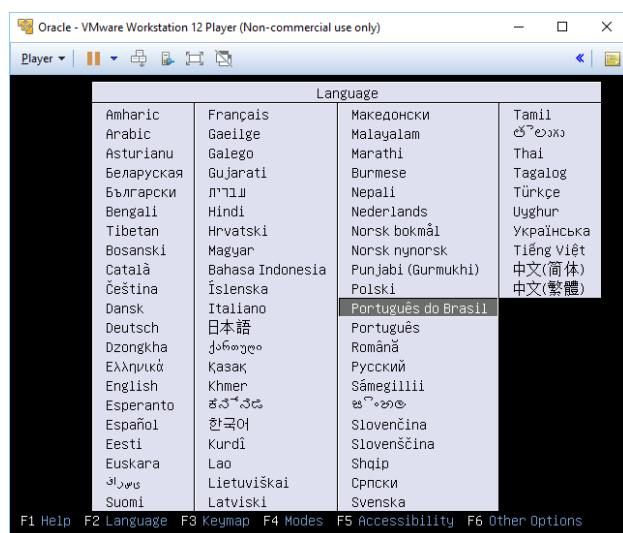 Oracle - VMware Workstation 12 Player (Non-commercial use only)
Player
Language
Amharic
Arabic
Asturianu
Беларуская
Български
Bengali
Tibetan
Bosanski
Català
Čeština
Dansk
Deutsch
Dzongkha
Ελληνικά
English
Esperanto
Español
Eesti
Euskara
Suomi
Français
Gaeilge
Galego
Gujarati
עברית
Hindi
Hrvatski
Magyar
Bahasa Indonesia
Íslenska
Italiano
日本語
ქართული
Қазақ
Khmer
ಕನ್ನಡ
한국어
Kurdî
Lao
Lietuviškai
Latviski
Македонски
Malayalam
Marathi
Burmese
Nepali
Nederlands
Norsk bokmål
Norsk nynorsk
Punjabi (Gurmukhi)
Polski
Português do Brasil
Português
Română
Русский
Sámegillii
සිංහල
Slovenčina
Slovenščina
Shqip
Српски
Svenska
Tamil
తెలుగు
Thai
Tagalog
Türkçe
Uyghur
Українська
Tiếng Việt
中文(简体)
中文(繁體)
F1 Help F2 Language F3 Keymap F4 Modes F5 Accessibility F6 Other Options